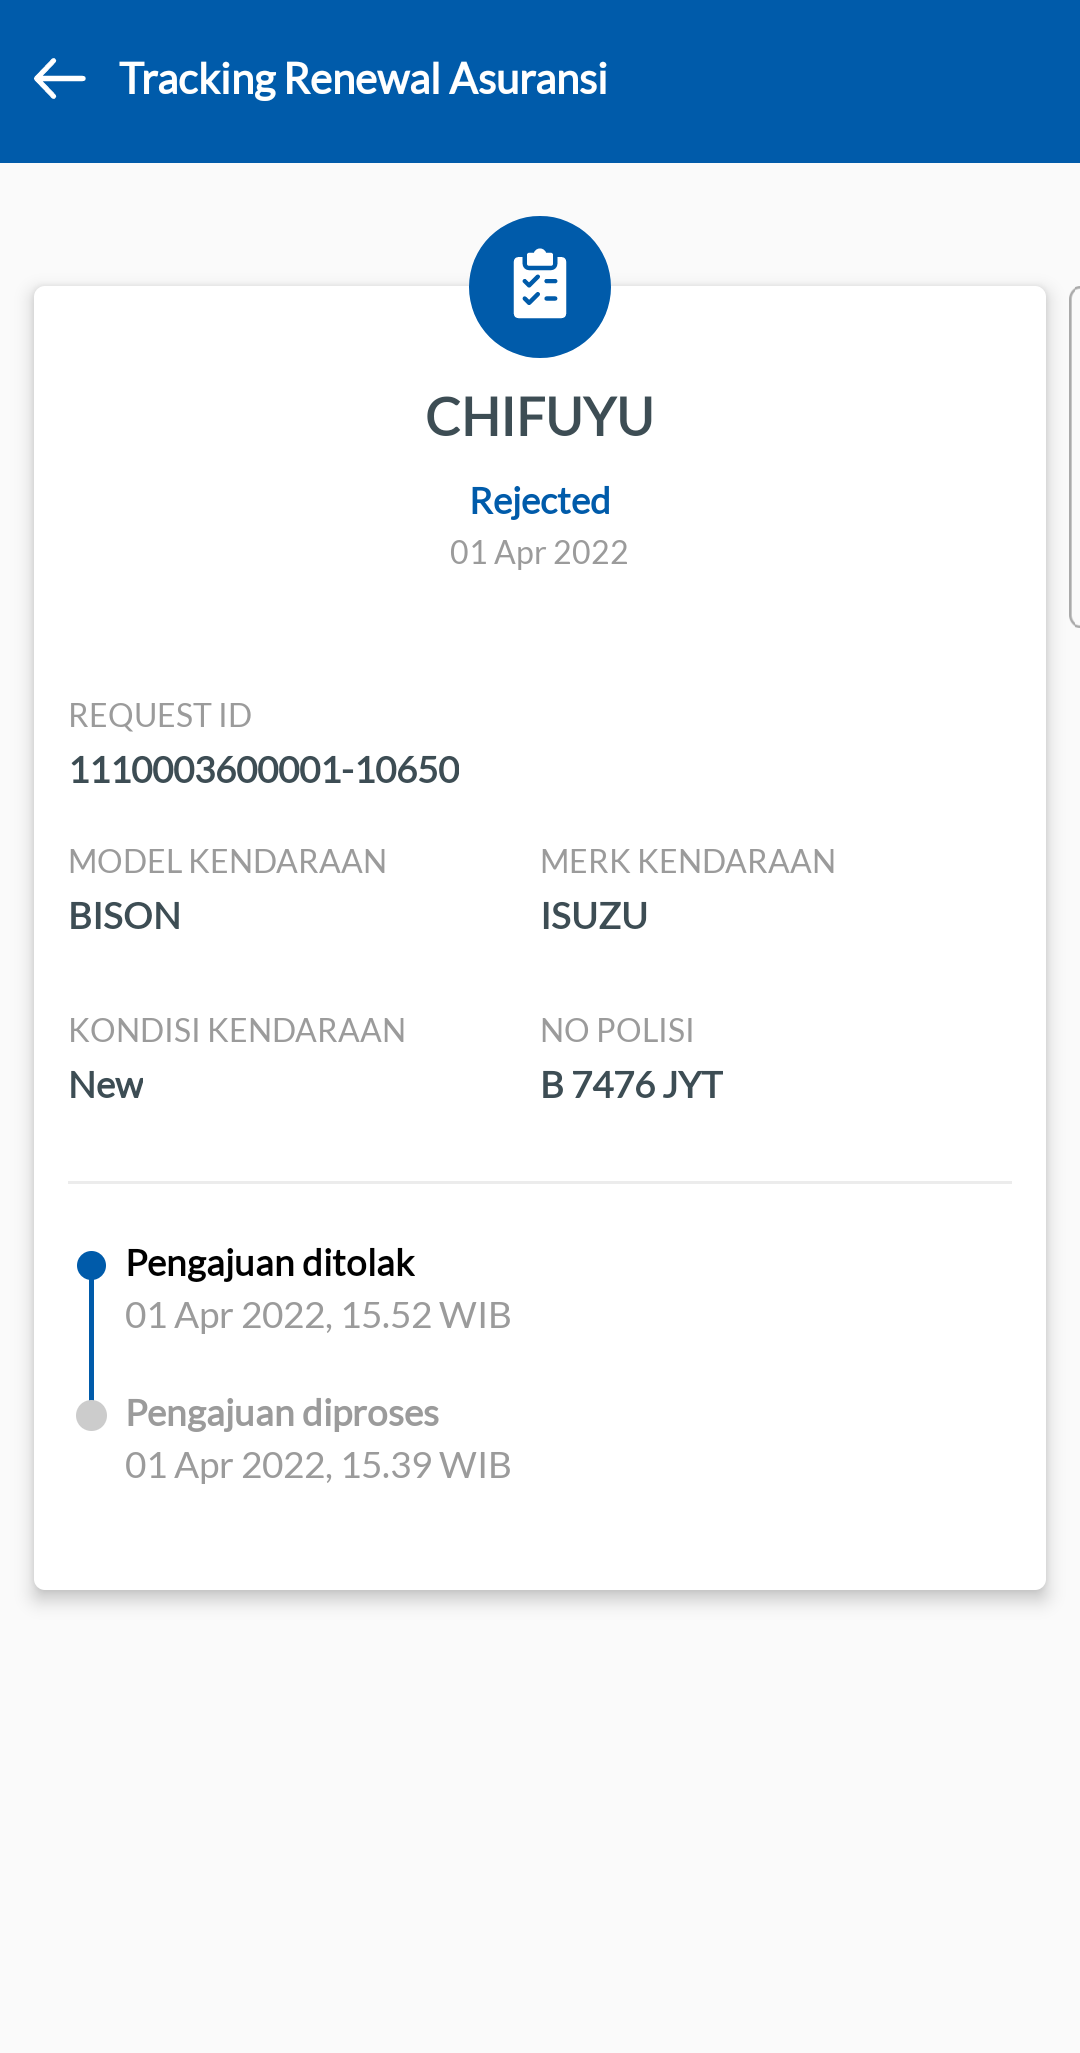 Tracking Renewal Asuransi
CHIFUYU
Rejected
01 Apr 2022
REQUEST ID
1110003600001-10650
MODEL KENDARAAN
BISON
MERK KENDARAAN
ISUZU
KONDISI KENDARAAN
New
NO POLISI
B 7476 JYT
Pengajuan ditolak
01 Apr 2022, 15.52 WIB
Pengajuan diproses
01 Apr 2022, 15.39 WIB